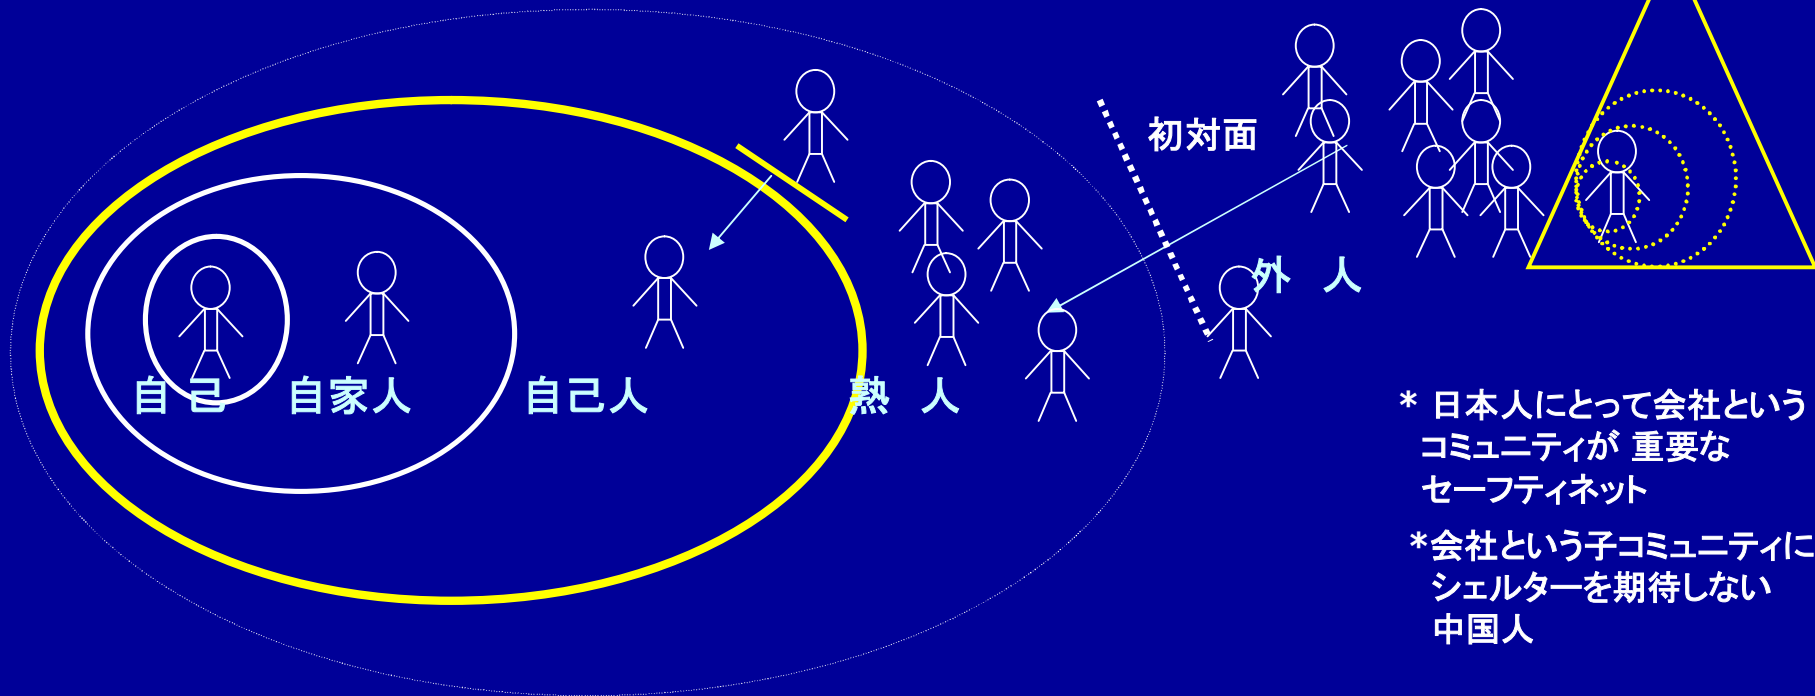 初対面
外 人
自 己 自家人 自己人 熟 人
* 日本人にとって会社という
コミュニティが 重要な
セーフティネット
*会社という子コミュニティに
シェルターを期待しない
中国人